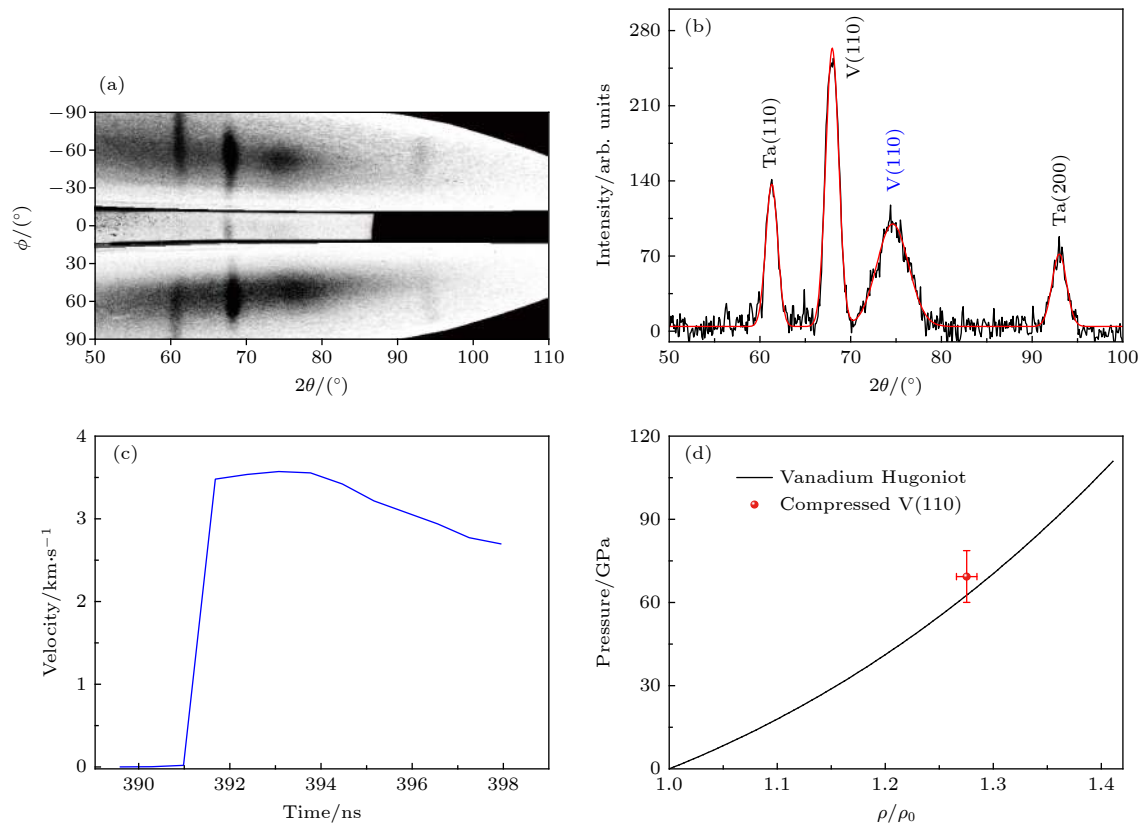 (a)
−90
−60
−30
0
30
60
90
ϕ/(°)
50 60 70 80 90 100 110
2θ/(°)
(b)
280
210
140
70
0
Intensity/arb. units
Ta(110)
V(110)
V(110)
Ta(200)
50 60 70 80 90 100
2θ/(°)
(c)
4
3
2
1
0
Velocity/km·s⁻¹
390 392 394 396 398
Time/ns
(d)
120
90
60
30
0
Pressure/GPa
Vanadium Hugoniot
Compressed V(110)
1.0 1.1 1.2 1.3 1.4
ρ/ρ₀